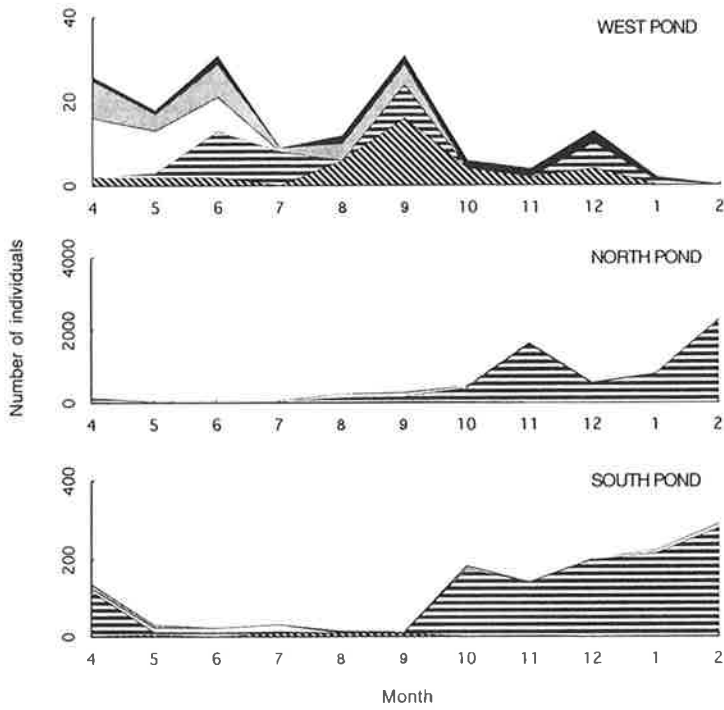 WEST POND
40
20
0
4 5 6 7 8 9 10 11 12 1 2
NORTH POND
4000
2000
0
4 5 6 7 8 9 10 11 12 1 2
SOUTH POND
400
200
0
4 5 6 7 8 9 10 11 12 1 2
Number of individuals
Month